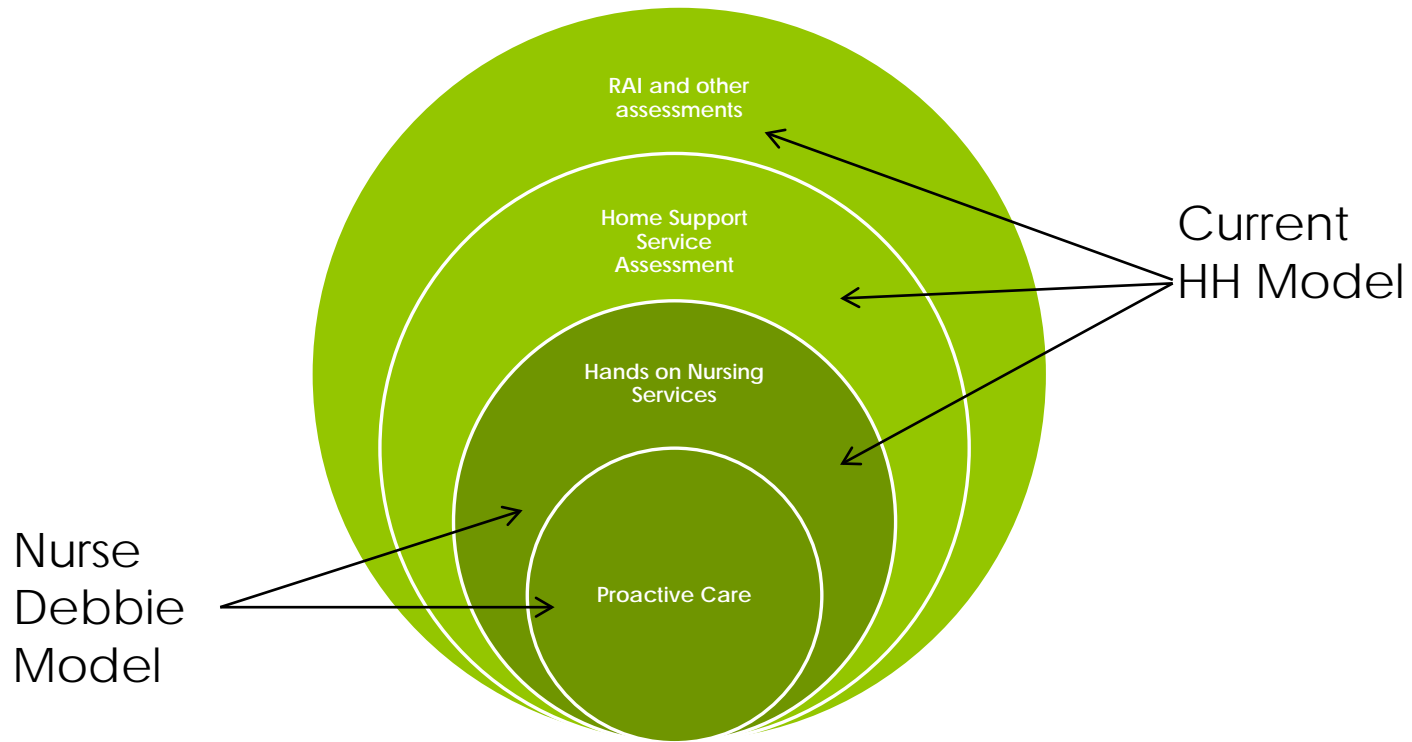 RAI and other
assessments
Home Support
Service
Assessment
Current
HH Model
Hands on Nursing
Services
Nurse
Debbie
Model
Proactive Care